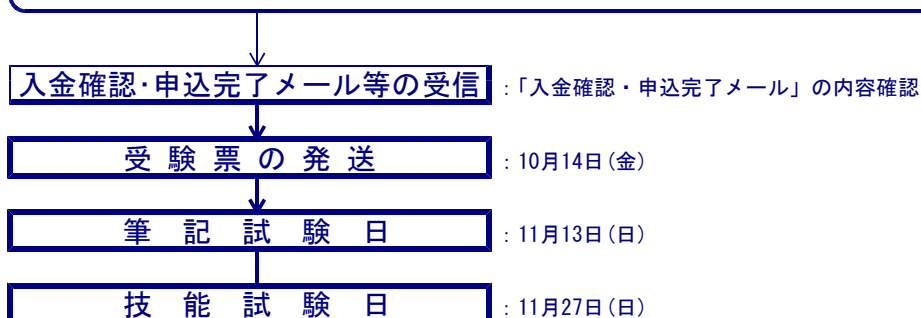 入金確認･申込完了メール等の受信 ：「入金確認・申込完了メール」の内容確認
受験票の発送 ：10月14日(金)
筆記試験日 ：11月13日(日)
技能試験日 ：11月27日(日)